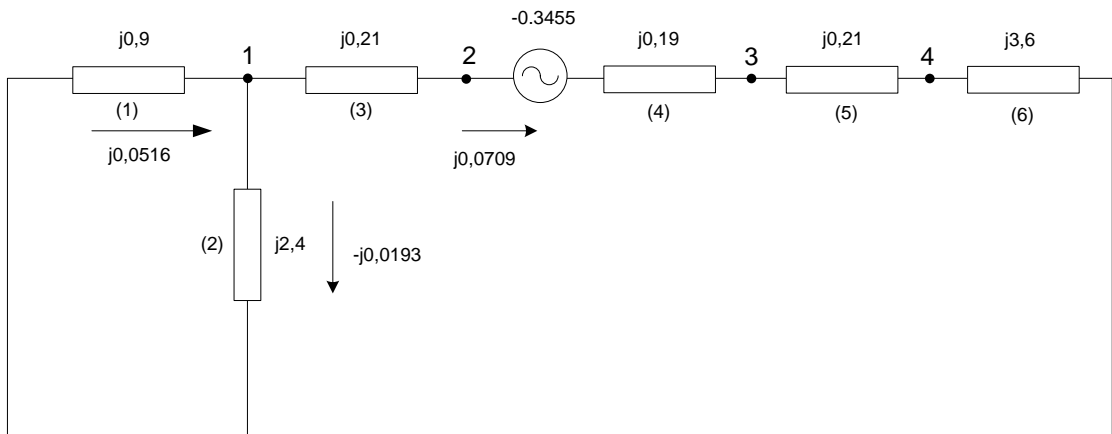 -0.3455
j0,9
1
j0,21
2
j0,19
3
j0,21
4
j3,6
(1)
(3)
(4)
(5)
(6)
j0,0516
j0,0709
(2)
j2,4
-j0,0193